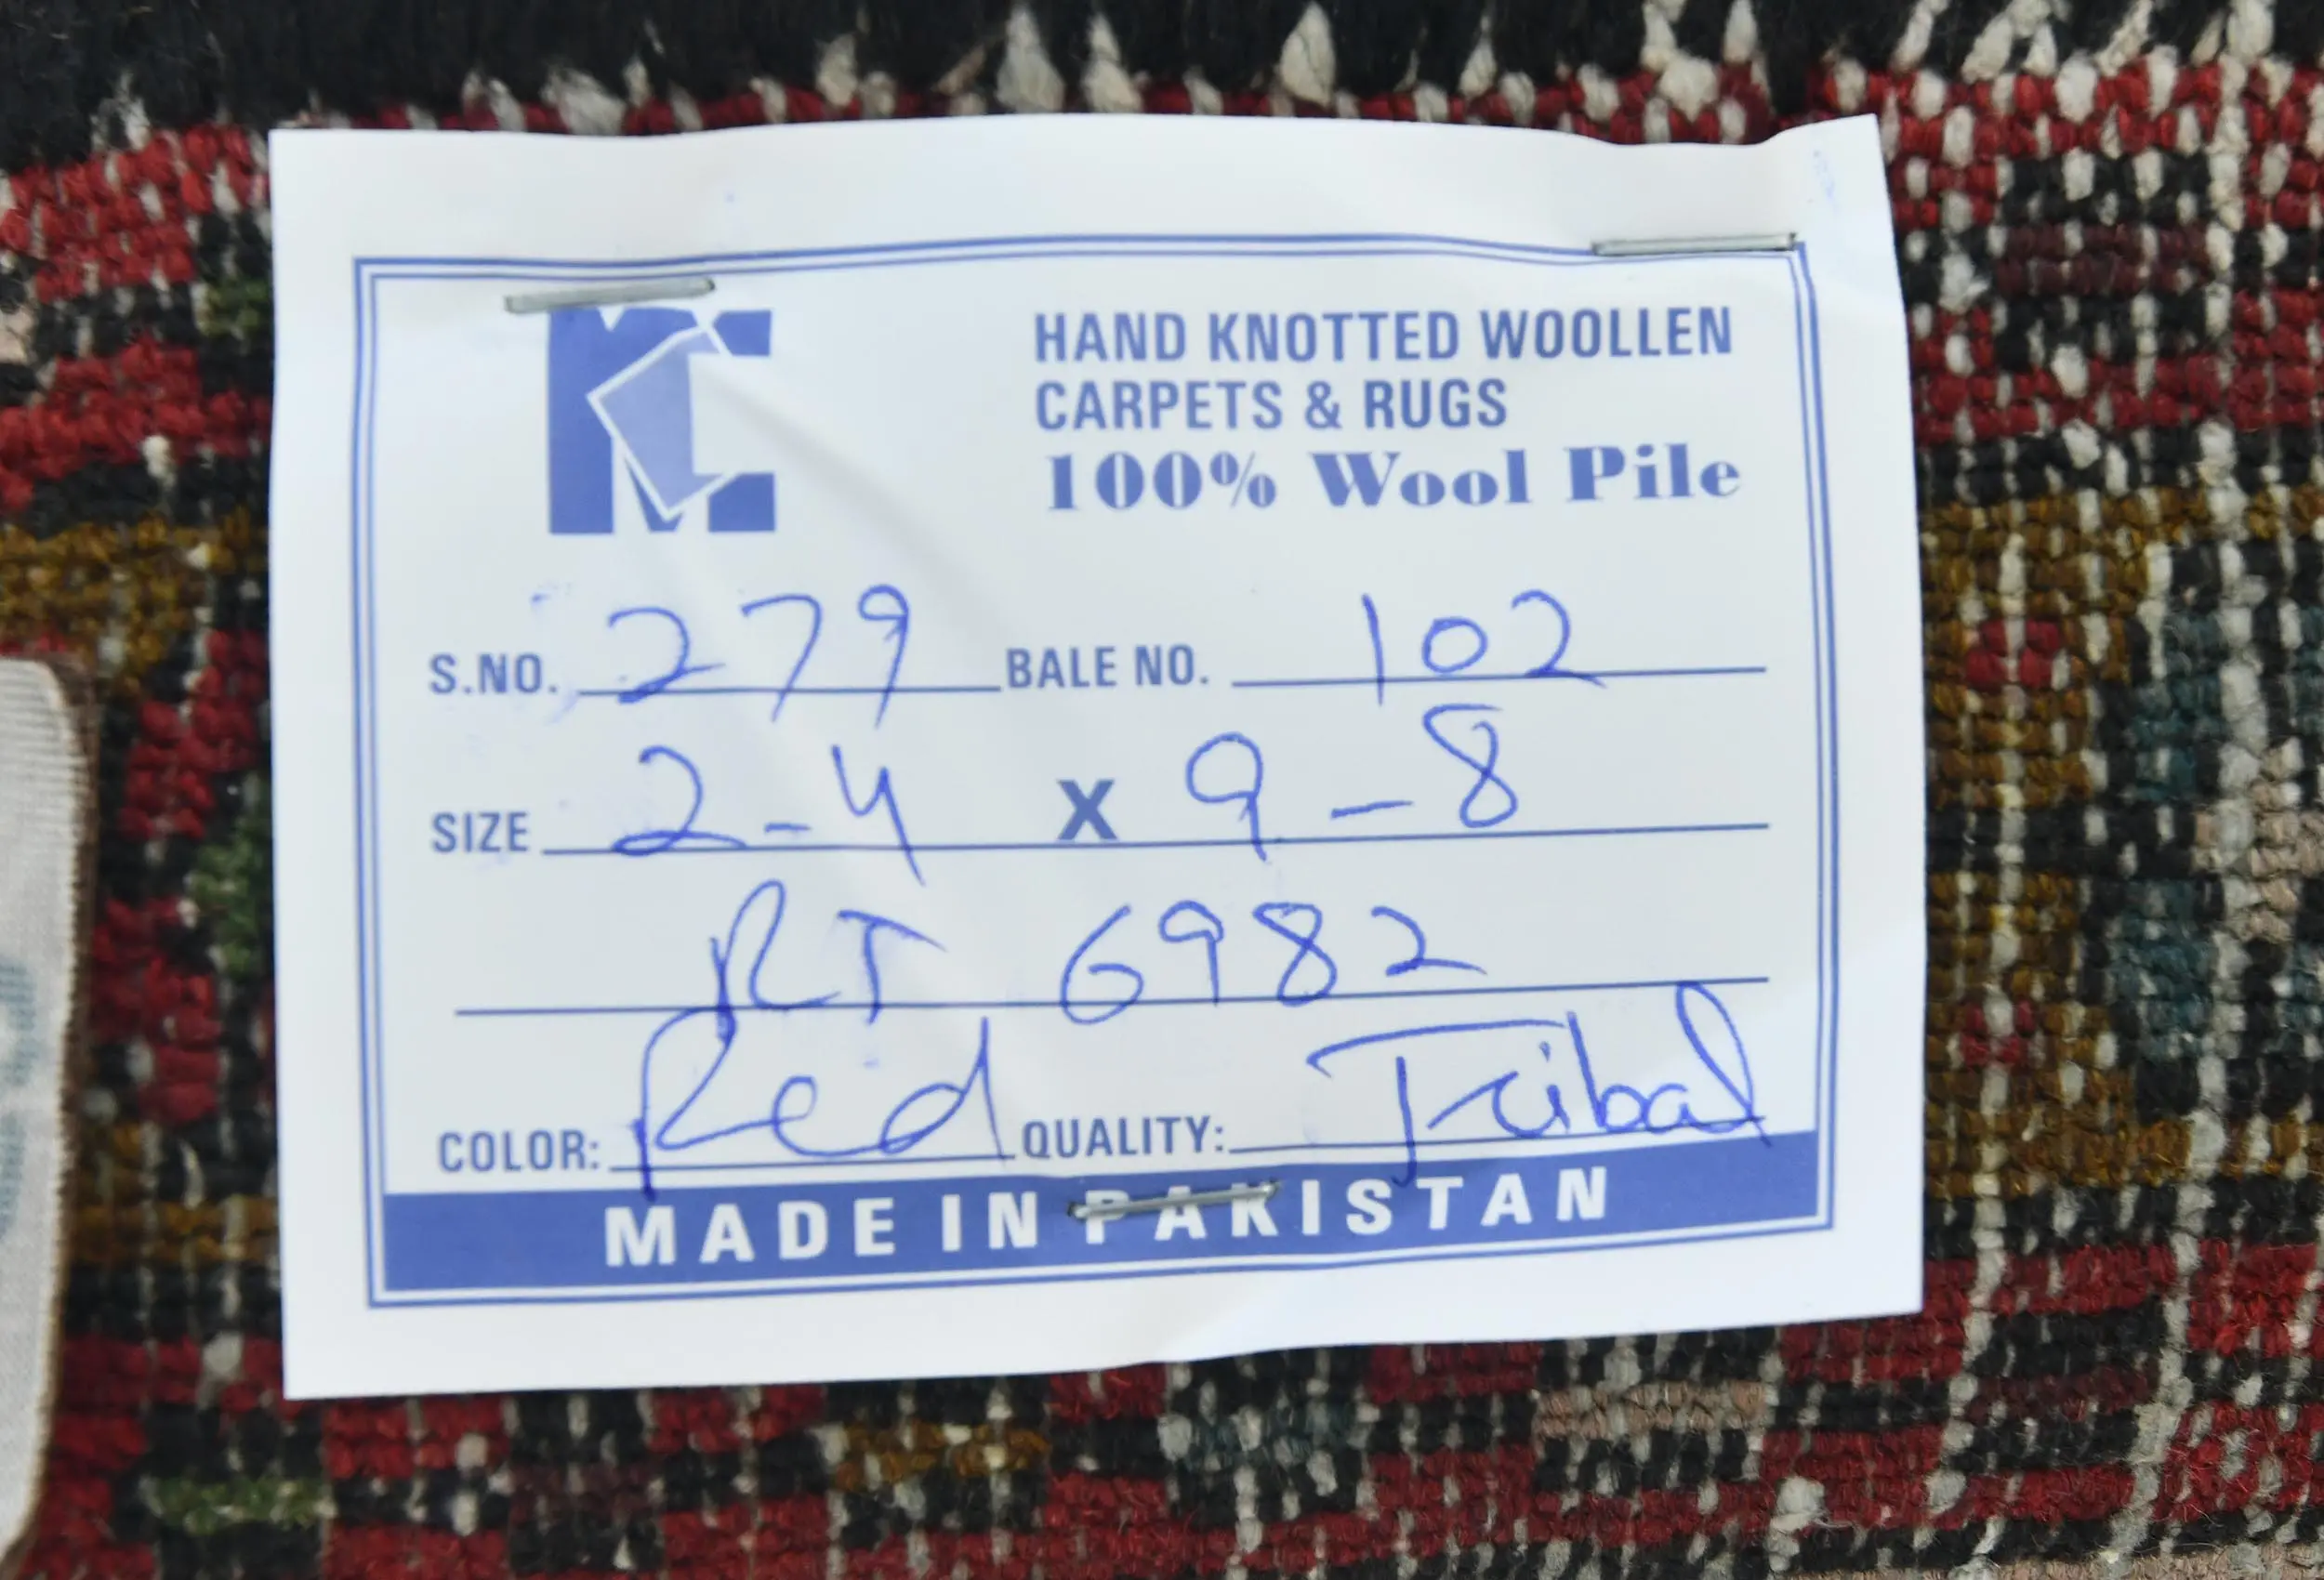 HAND KNOTTED WOOLLEN
CARPETS & RUGS
100% Wool Pile
S.NO. 279 BALE NO. 102
SIZE 2-4 X 9-8
RT 6982
COLOR: Red QUALITY: Tribal
MADE IN PAKISTAN